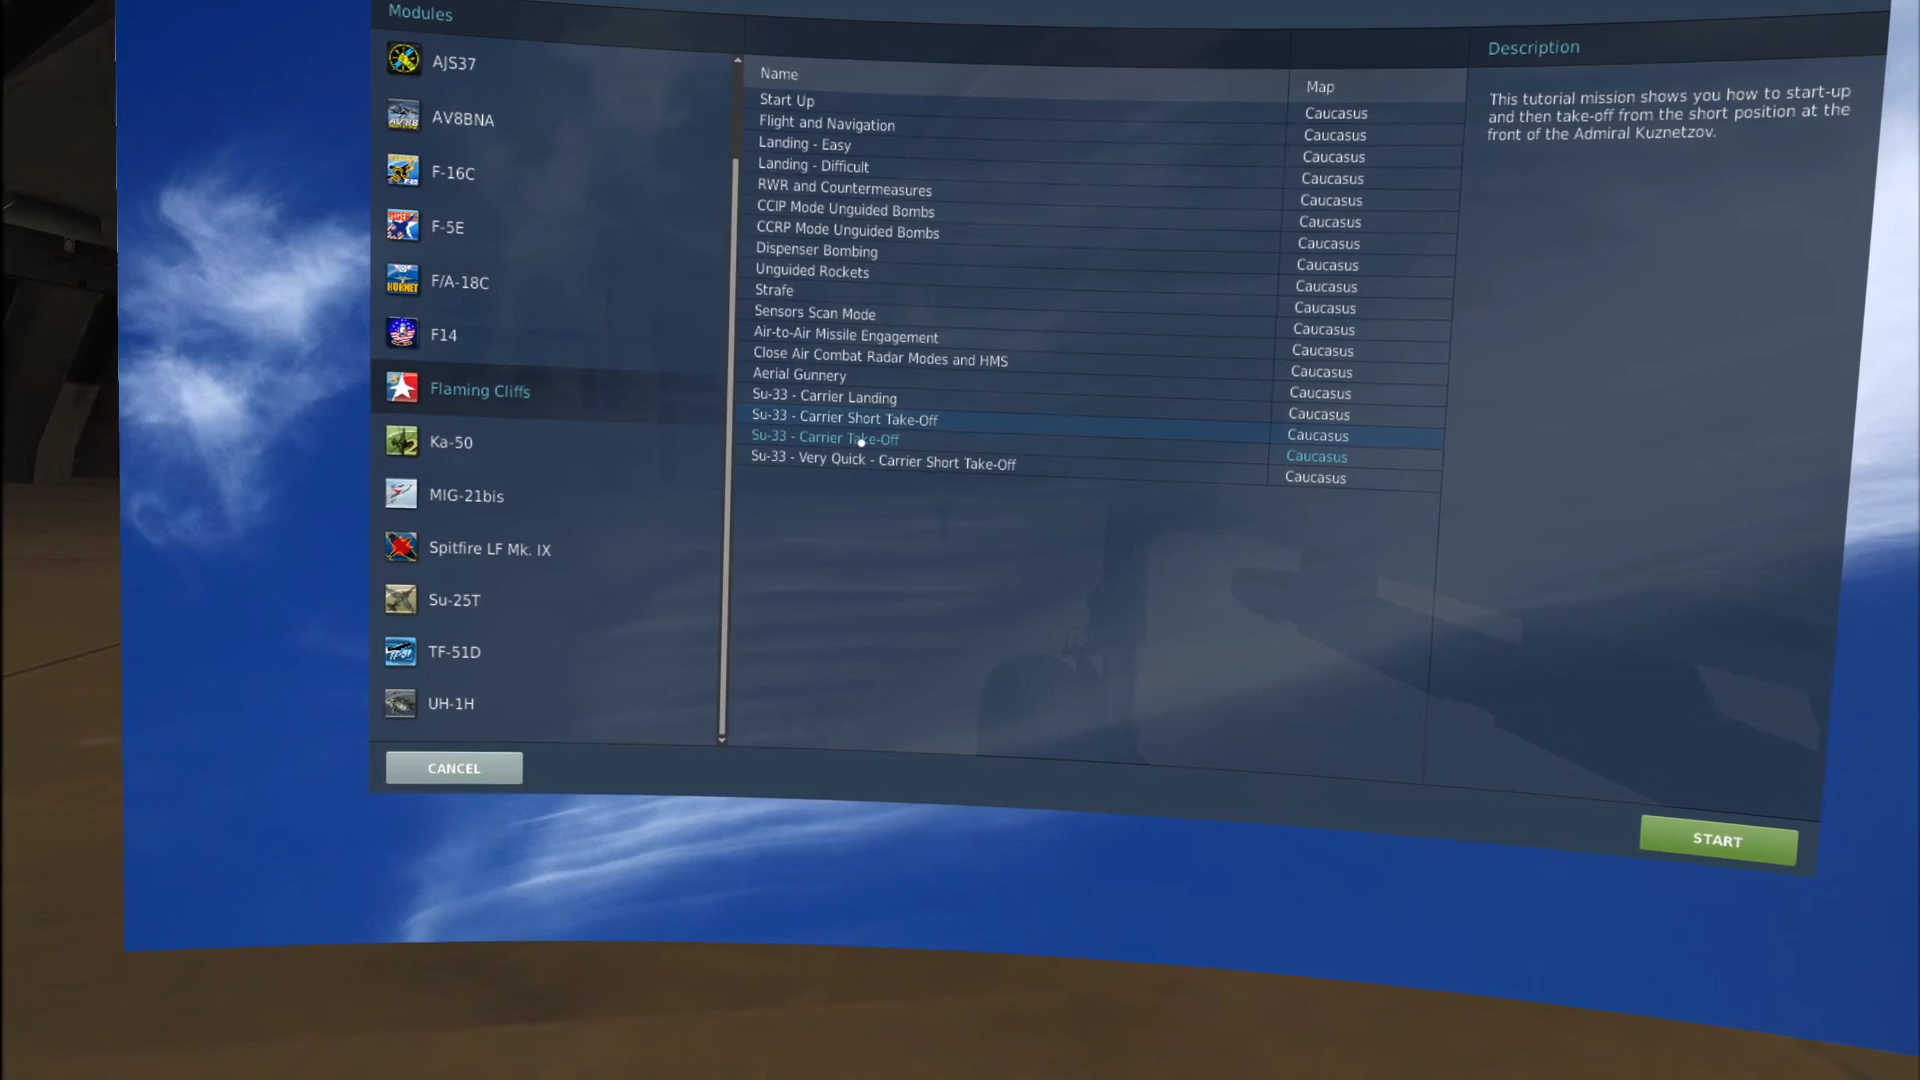 Modules
AJS37
AV8BNA
F-16C
F-5E
F/A-18C
F14
Flaming Cliffs
Ka-50
MIG-21bis
Spitfire LF Mk. IX
Su-25T
TF-51D
UH-1H
CANCEL
Name Map
Start Up Caucasus
Flight and Navigation Caucasus
Landing - Easy Caucasus
Landing - Difficult Caucasus
RWR and Countermeasures Caucasus
CCIP Mode Unguided Bombs Caucasus
CCRP Mode Unguided Bombs Caucasus
Dispenser Bombing Caucasus
Unguided Rockets Caucasus
Strafe Caucasus
Sensors Scan Mode Caucasus
Air-to-Air Missile Engagement Caucasus
Close Air Combat Radar Modes and HMS Caucasus
Aerial Gunnery Caucasus
Su-33 - Carrier Landing Caucasus
Su-33 - Carrier Short Take-Off Caucasus
Su-33 - Carrier Take-Off Caucasus
Su-33 - Very Quick - Carrier Short Take-Off Caucasus
Description
This tutorial mission shows you how to start-up
and then take-off from the short position at the
front of the Admiral Kuznetzov.
START